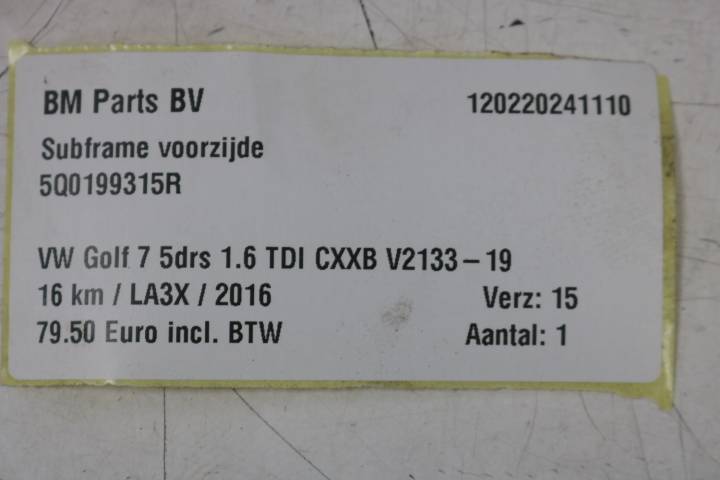 BM Parts BV 120220241110
Subframe voorzijde
5Q0199315R
VW Golf 7 5drs 1.6 TDI CXXB V2133-19
16 km / LA3X / 2016 Verz: 15
79.50 Euro incl. BTW Aantal: 1